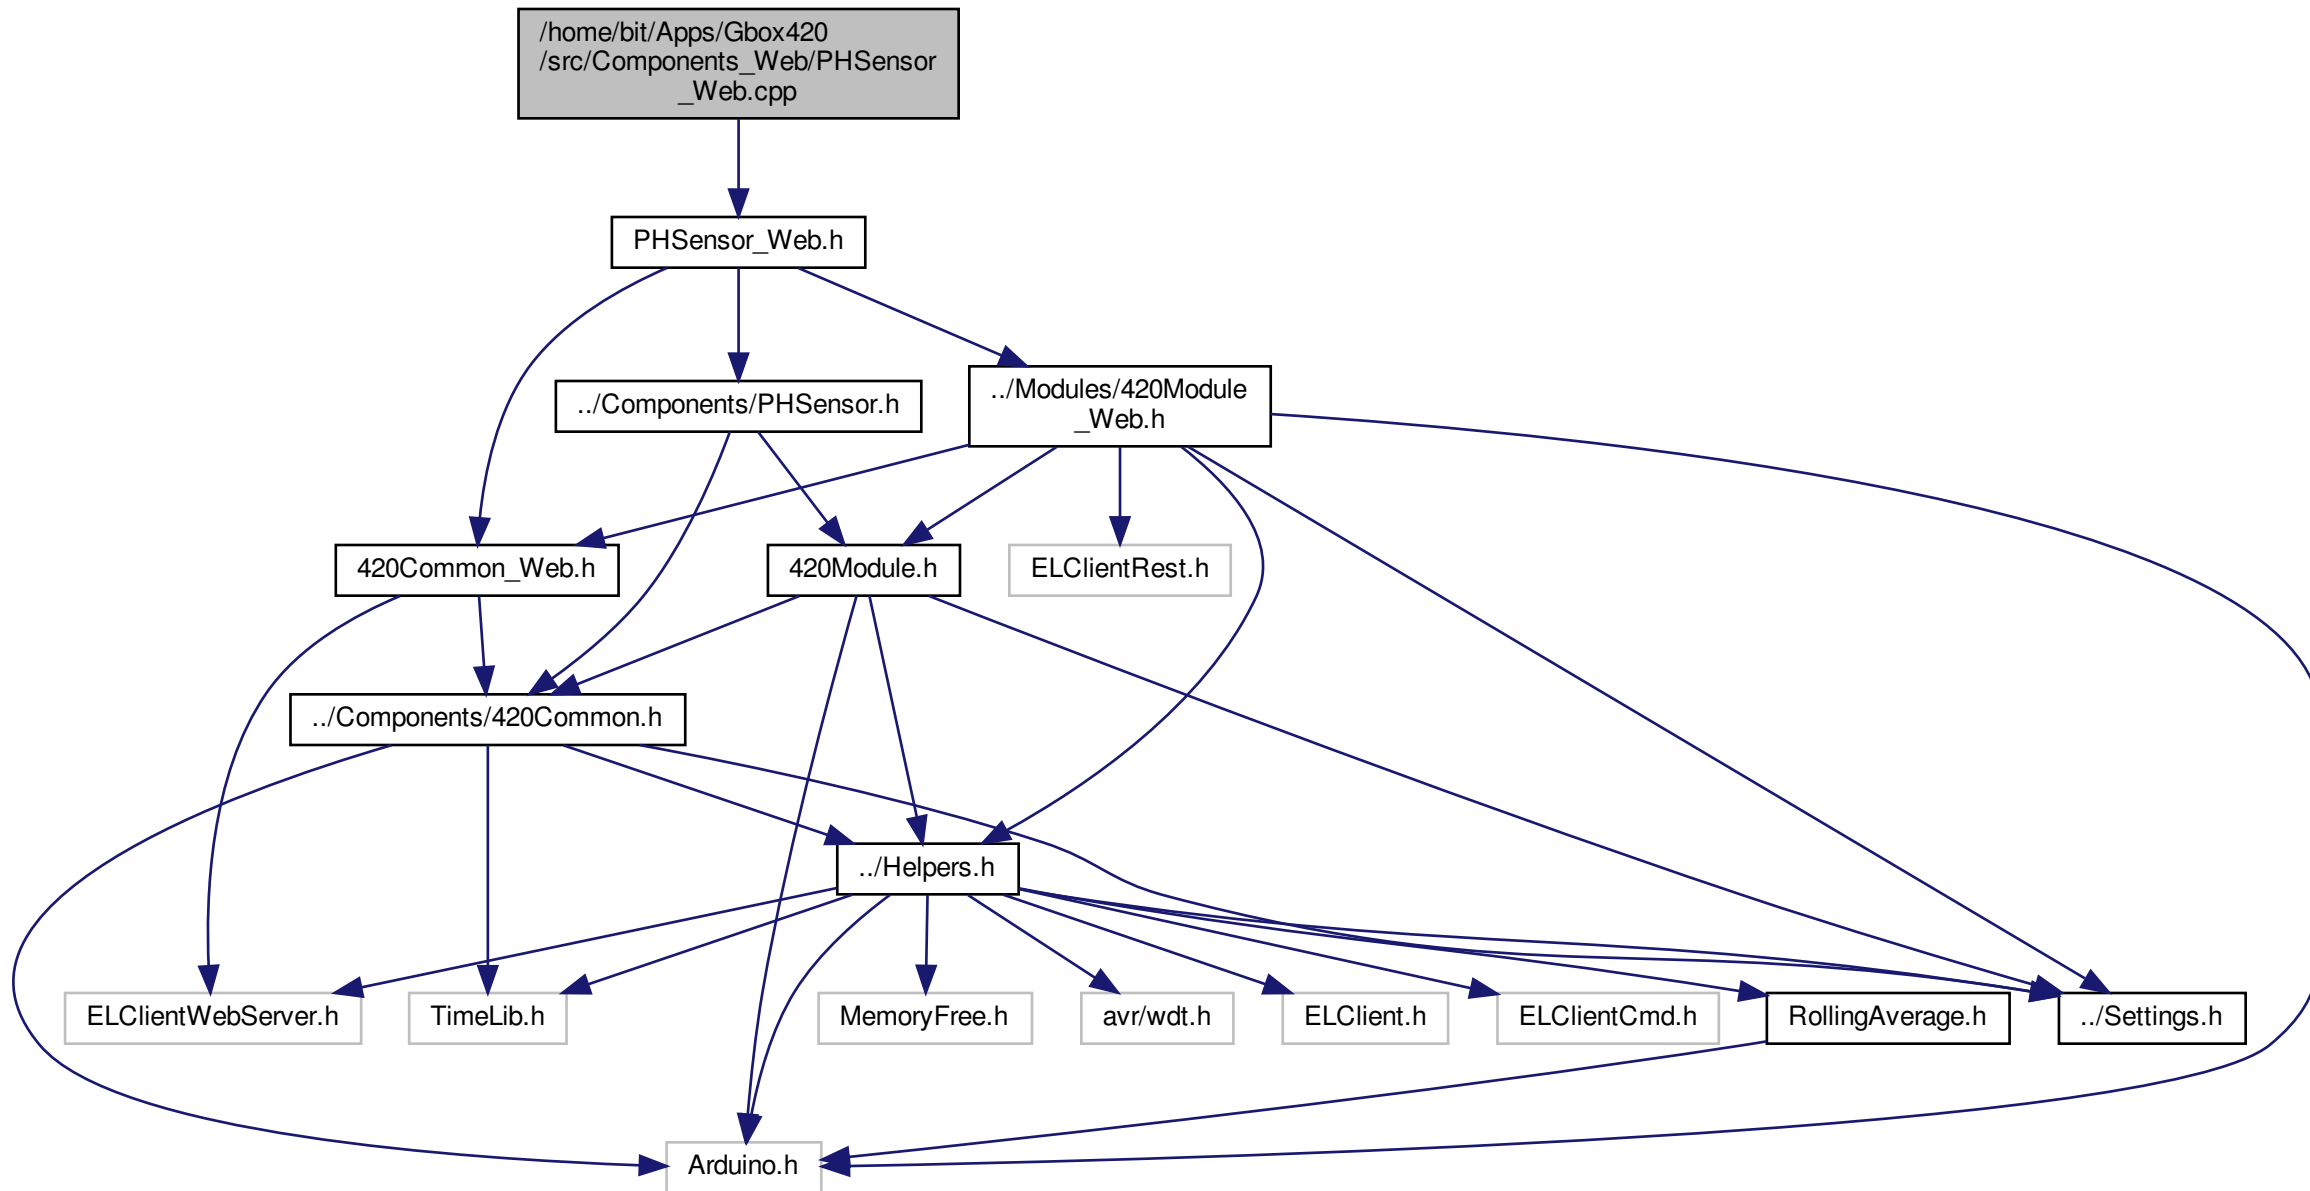 /home/bit/Apps/Gbox420
/src/Components_Web/PHSensor
_Web.cpp
PHSensor_Web.h
../Components/PHSensor.h
../Modules/420Module
_Web.h
420Common_Web.h
420Module.h
ELClientRest.h
../Components/420Common.h
../Helpers.h
ELClientWebServer.h
TimeLib.h
MemoryFree.h
avr/wdt.h
ELClient.h
ELClientCmd.h
RollingAverage.h
../Settings.h
Arduino.h